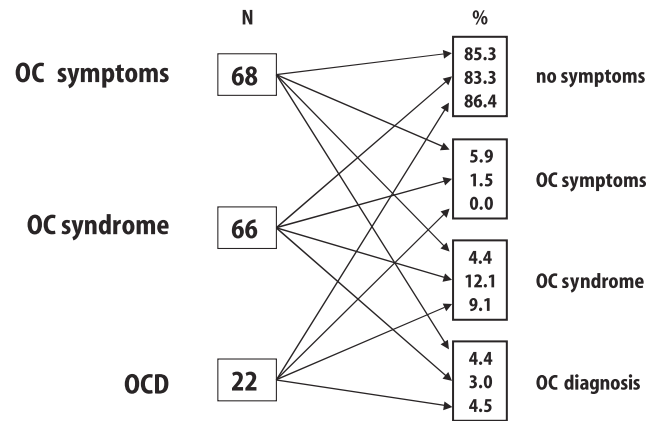 N %
OC symptoms 68 85.3
83.3
86.4 no symptoms
5.9
1.5
0.0 OC symptoms
OC syndrome 66
4.4
12.1
9.1 OC syndrome
OCD 22
4.4
3.0
4.5 OC diagnosis